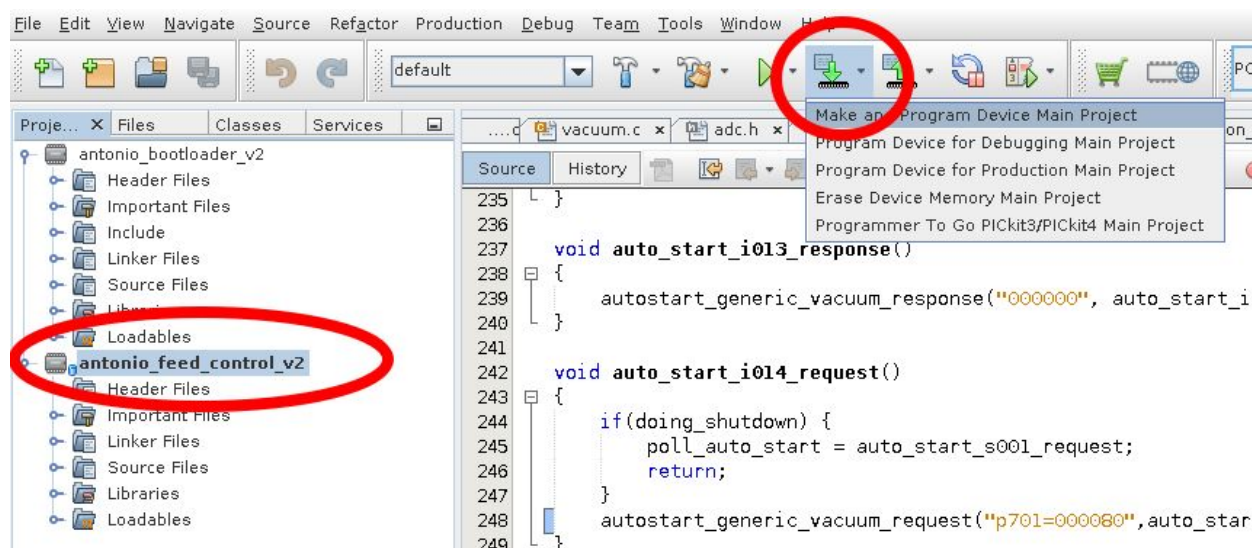 File Edit View Navigate Source Refactor Production Debug Team Tools Window
default
PC
Proje... X Files Classes Services
....c vacuum.c x adc.h x
Make and Program Device Main Project
Program Device for Debugging Main Project
Program Device for Production Main Project
Erase Device Memory Main Project
Programmer To Go PICkit3/PICkit4 Main Project
antonio_bootloader_v2
Header Files
Important Files
Include
Linker Files
Source Files
Libraries
Loadables
antonio_feed_control_v2
Header Files
Important Files
Linker Files
Source Files
Libraries
Loadables
Source History
235 }
236
237 void auto_start_i013_response()
238 {
239 autostart_generic_vacuum_response("000000", auto_start_i
240 }
241
242 void auto_start_i014_request()
243 {
244 if(doing_shutdown) {
245 poll_auto_start = auto_start_s001_request;
246 return;
247 }
248 autostart_generic_vacuum_request("p701=000080",auto_star
249 }